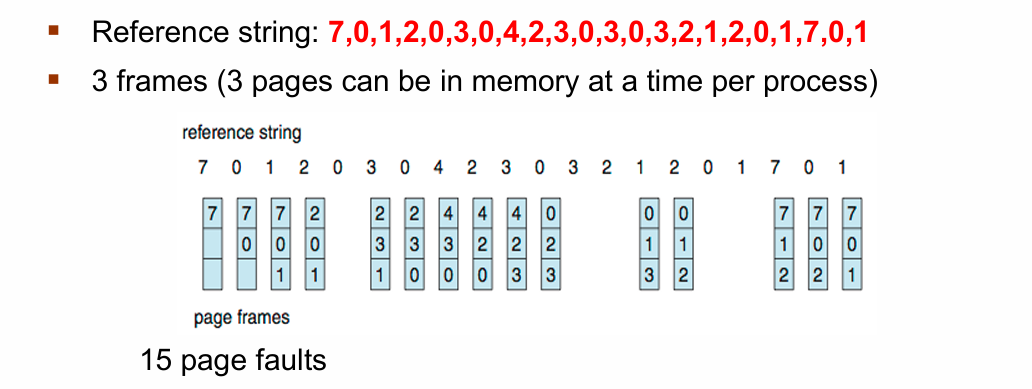 ▪ Reference string: 7,0,1,2,0,3,0,4,2,3,0,3,0,3,2,1,2,0,1,7,0,1
▪ 3 frames (3 pages can be in memory at a time per process)
reference string
7 0 1 2 0 3 0 4 2 3 0 3 2 1 2 0 1 7 0 1
7 7 7 2 2 2 4 4 4 0 0 0 7 7 7
0 0 0 3 3 3 2 2 2 1 1 1 0 0
1 1 1 0 0 0 3 3 3 2 2 2 1
page frames
15 page faults